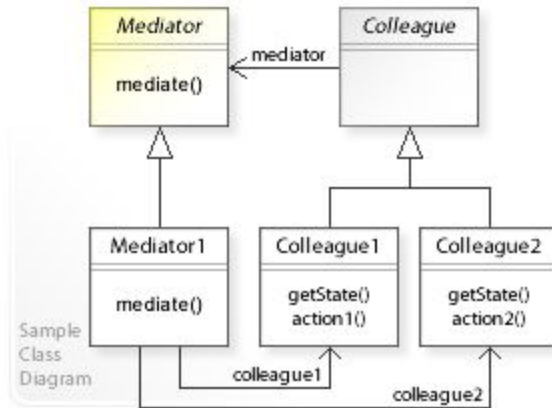 Mediator
mediate()
Colleague
mediator
Mediator1
mediate()
Colleague1
getState()
action1()
Colleague2
getState()
action2()
Sample
Class
Diagram
colleague1
colleague2